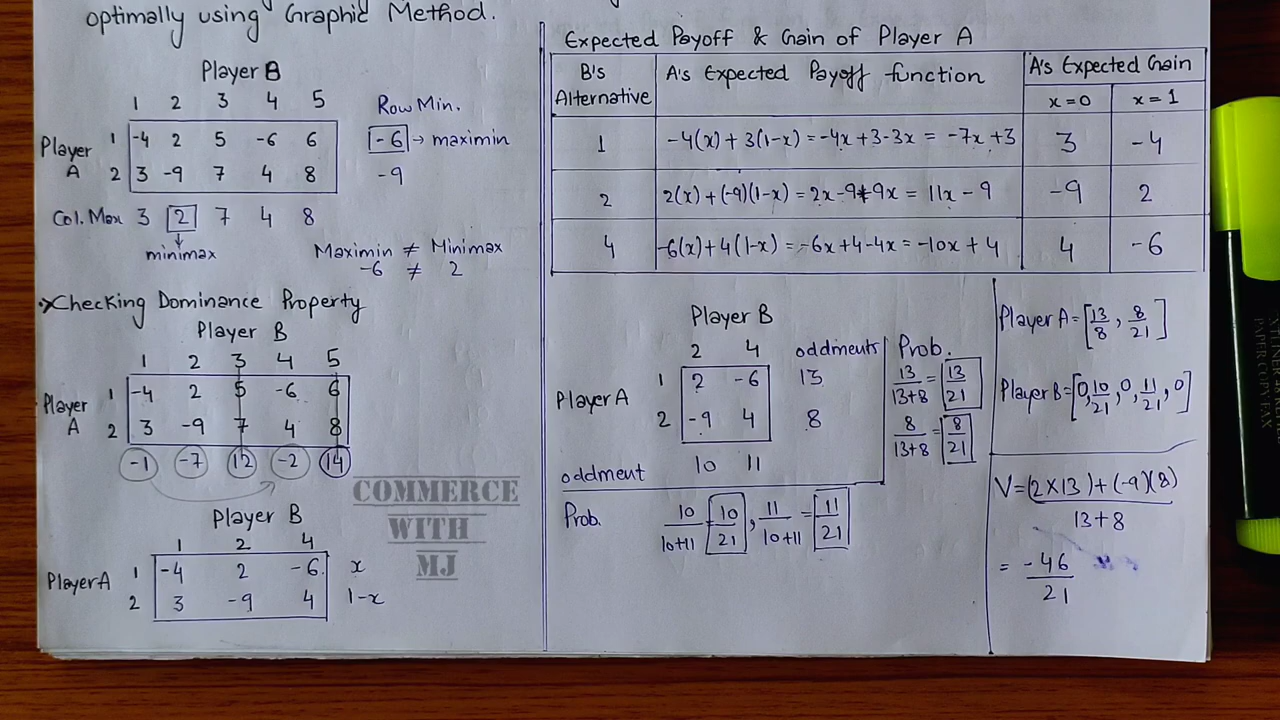 optimally using Graphic Method.
Player B
1 2 3 4 5 Row Min.
Player A 1 -4 2 5 -6 6 -6 → maximin
2 3 -9 7 4 8 -9
Col. Max 3 2 7 4 8
minimax
Maximin ≠ Minimax
-6 ≠ 2
Checking Dominance Property
Player B
1 2 3 4 5
Player A 1 -4 2 5 -6 6
2 3 -9 7 4 8
-1 -7 12 -2 14
Player B
1 2 4
Player A 1 -4 2 -6 x
2 3 -9 4 1-x
COMMERCE
WITH
MJ
Expected Payoff & Gain of Player A
B's Alternative A's Expected Payoff function A's Expected Gain
x=0 x=1
1 -4(x)+3(1-x)=-4x+3-3x=-7x+3 3 -4
2 2(x)+(-9)(1-x)=2x-9+9x=11x-9 -9 2
4 -6(x)+4(1-x)=-6x+4-4x=-10x+4 4 -6
Player B
2 4 oddments Prob.
Player A 1 2 -6 13 13/13+8 = 13/21
2 -9 4 8 8/13+8 = 8/21
oddment 10 11
Prob. 10/10+11 = 10/21, 11/10+11 = 11/21
Player A = [13/8, 8/21]
Player B = [0, 10/21, 0, 11/21, 0]
V = (2×13)+(-9)(8)/13+8
= -46/21